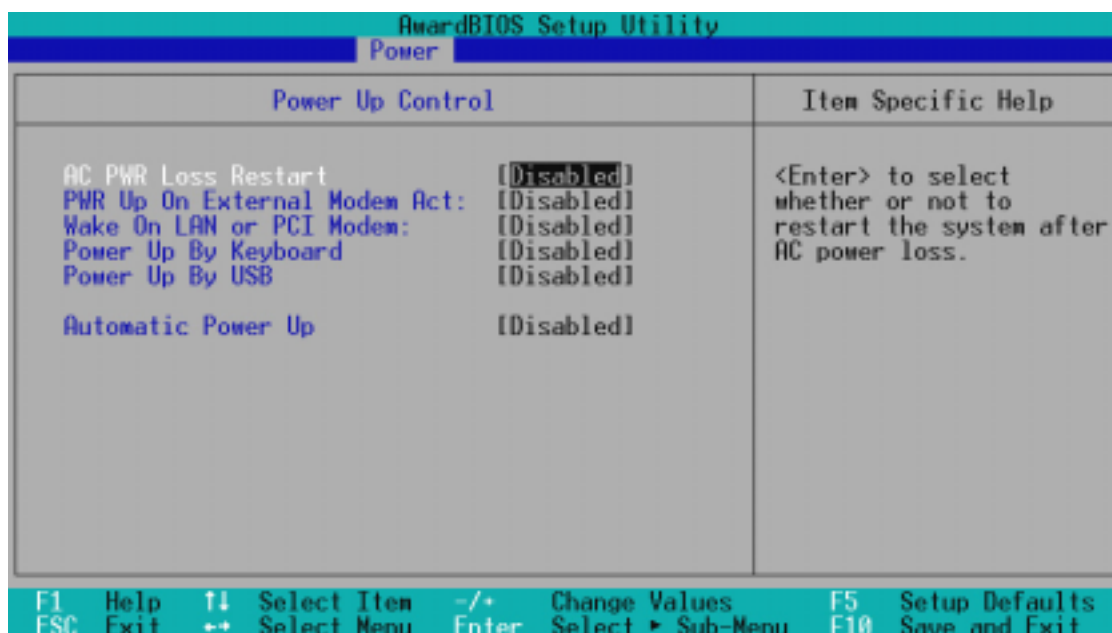 AwardBIOS Setup Utility
Power
Power Up Control
Item Specific Help
AC PWR Loss Restart [Disabled]
PWR Up On External Modem Act: [Disabled]
Wake On LAN or PCI Modem: [Disabled]
Power Up By Keyboard [Disabled]
Power Up By USB [Disabled]
Automatic Power Up [Disabled]
<Enter> to select
whether or not to
restart the system after
AC power loss.
F1 Help ↑↓ Select Item -/+ Change Values F5 Setup Defaults
ESC Exit ←→ Select Menu Enter Select ► Sub-Menu F10 Save and Exit